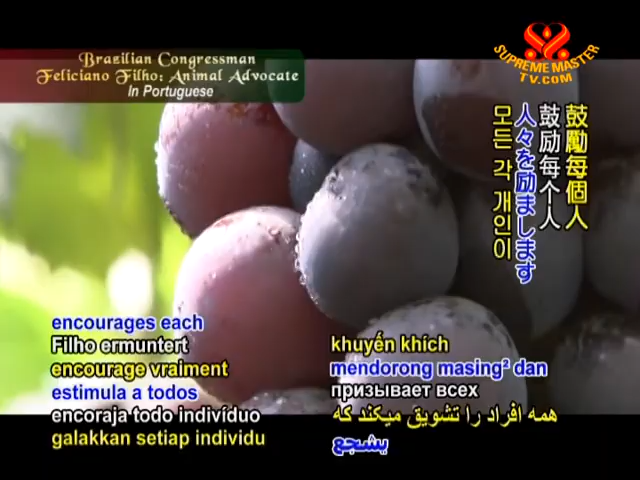 Brazilian Congressman
Feliciano Filho: Animal Advocate
In Portuguese
SUPREME MASTER
TV.COM
鼓勵每個人
鼓励每个人
人々を励まします
모든 각 개인이
encourages each
Filho ermuntert
encourage vraiment
estimula a todos
encoraja todo indivíduo
galakkan setiap individu
khuyến khích
mendorong masing² dan
призывает всех
همه افراد را تشویق میکند که
يشجع